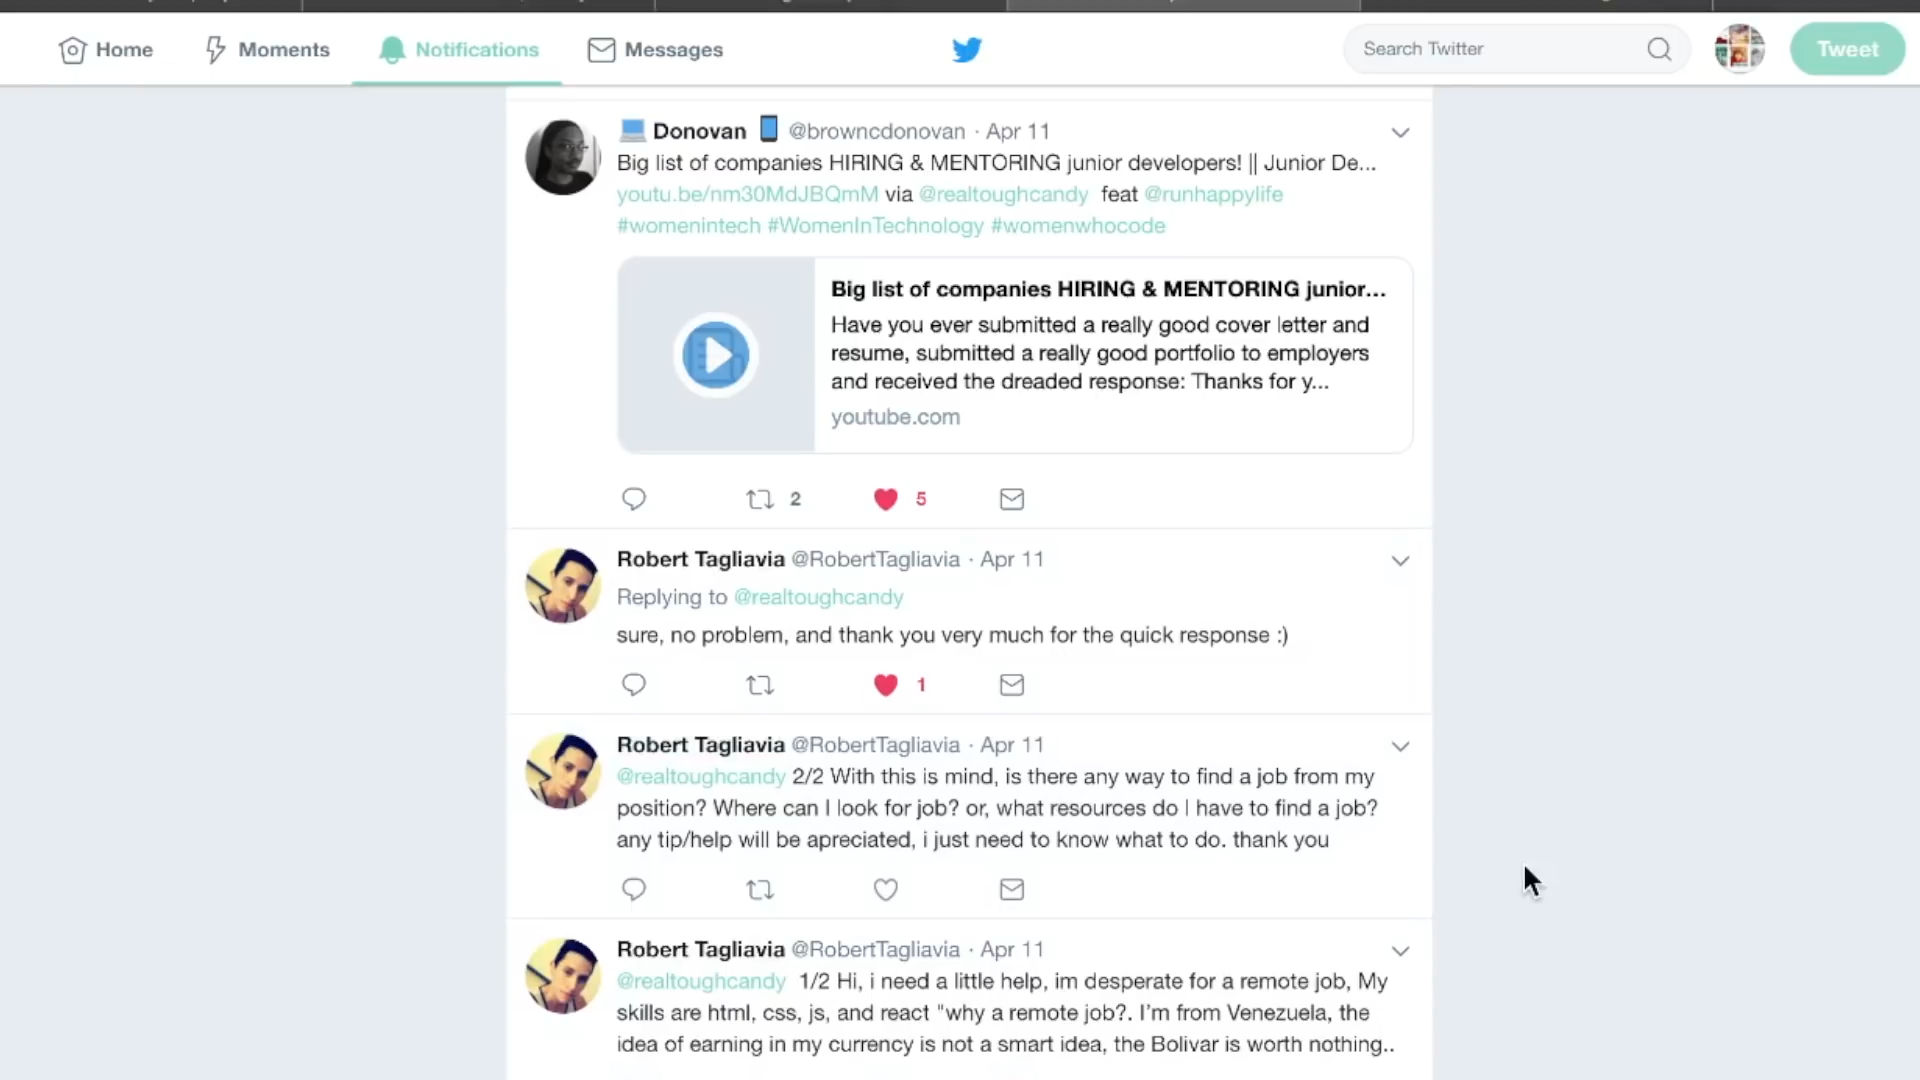 Home
Moments
Notifications
Messages
Search Twitter
Tweet
Donovan @browncdonovan · Apr 11
Big list of companies HIRING & MENTORING junior developers! || Junior De...
youtu.be/nm30MdJBQmM via @realtoughcandy feat @runhappylife
#womenintech #WomenInTechnology #womenwhocode
Big list of companies HIRING & MENTORING junior...
Have you ever submitted a really good cover letter and
resume, submitted a really good portfolio to employers
and received the dreaded response: Thanks for y...
youtube.com
2
5
Robert Tagliavia @RobertTagliavia · Apr 11
Replying to @realtoughcandy
sure, no problem, and thank you very much for the quick response :)
1
Robert Tagliavia @RobertTagliavia · Apr 11
@realtoughcandy 2/2 With this is mind, is there any way to find a job from my
position? Where can I look for job? or, what resources do I have to find a job?
any tip/help will be apreciated, i just need to know what to do. thank you
Robert Tagliavia @RobertTagliavia · Apr 11
@realtoughcandy 1/2 Hi, i need a little help, im desperate for a remote job, My
skills are html, css, js, and react "why a remote job?. I'm from Venezuela, the
idea of earning in my currency is not a smart idea, the Bolivar is worth nothing..